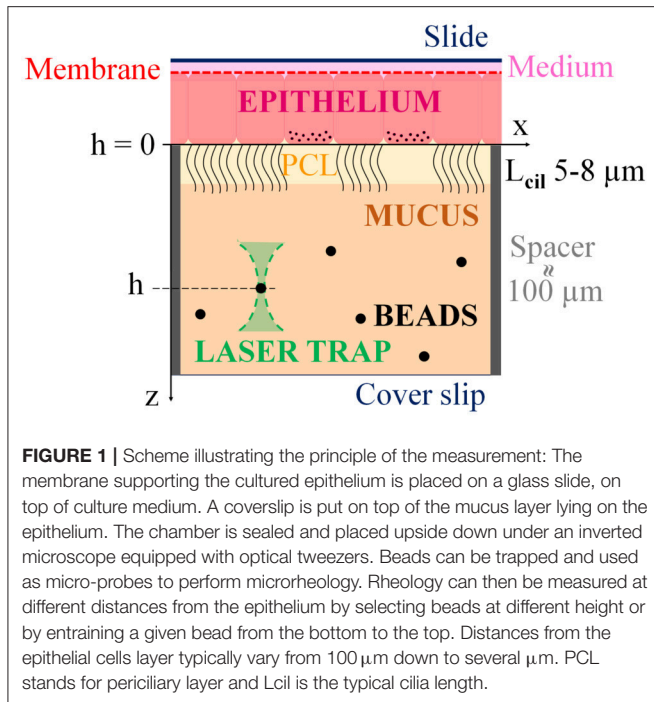 Slide
Membrane
Medium
EPITHELIUM
x
h = 0
PCL
L_cil 5-8 µm
MUCUS
Spacer
≈
100 µm
h
BEADS
LASER TRAP
z
Cover slip
FIGURE 1 | Scheme illustrating the principle of the measurement: The
membrane supporting the cultured epithelium is placed on a glass slide, on
top of culture medium. A coverslip is put on top of the mucus layer lying on the
epithelium. The chamber is sealed and placed upside down under an inverted
microscope equipped with optical tweezers. Beads can be trapped and used
as micro-probes to perform microrheology. Rheology can then be measured at
different distances from the epithelium by selecting beads at different height or
by entraining a given bead from the bottom to the top. Distances from the
epithelial cells layer typically vary from 100 µm down to several µm. PCL
stands for periciliary layer and Lcil is the typical cilia length.